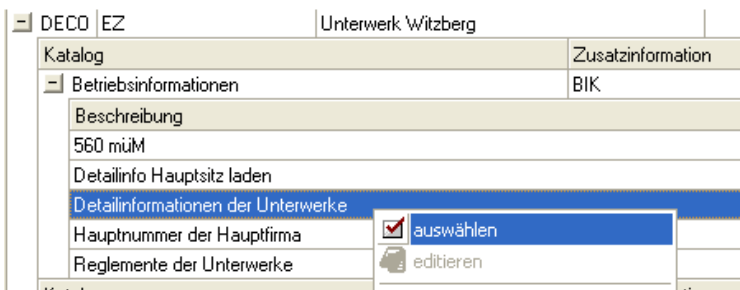 DECO EZ Unterwerk Witzberg
Katalog Zusatzinformation
Betriebsinformationen BIK
Beschreibung
560 müM
Detailinfo Hauptsitz laden
Detailinformationen der Unterwerke
auswählen
Hauptnummer der Hauptfirma
editieren
Reglemente der Unterwerke